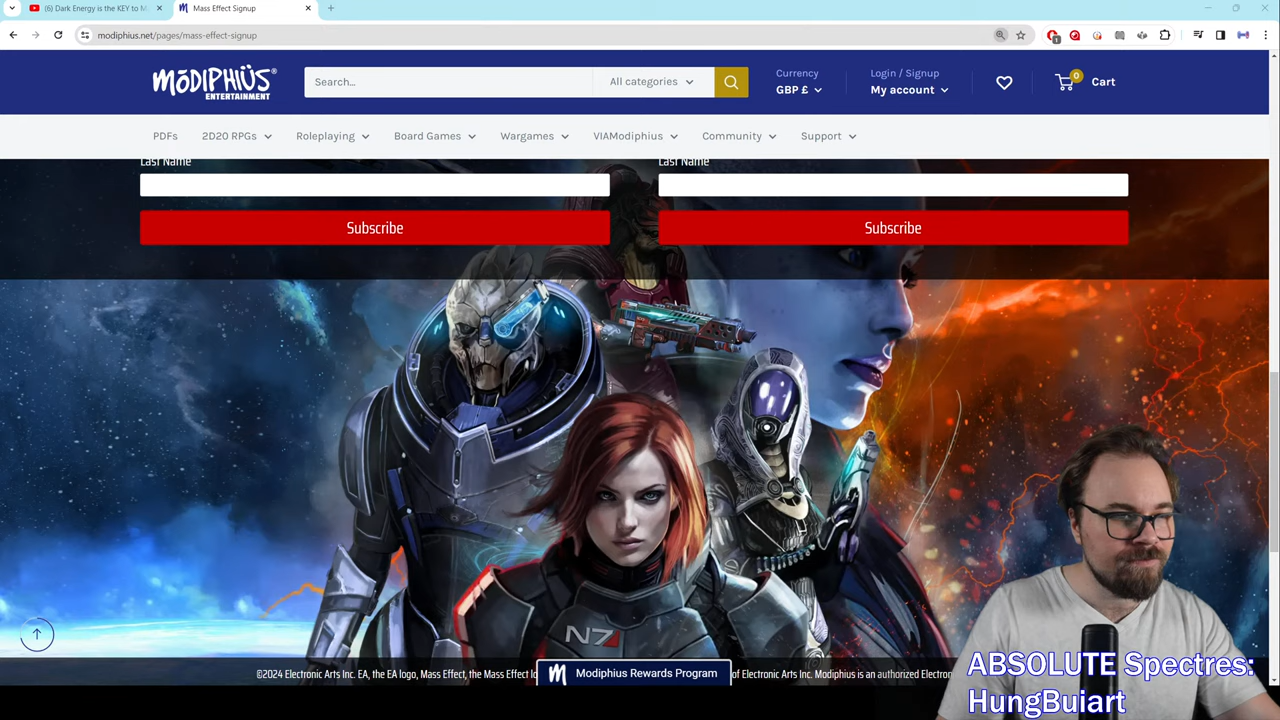 (6) Dark Energy is the KEY to M
Mass Effect Signup
modiphius.net/pages/mass-effect-signup
1
MŌDIPHIÜS®
ENTERTAINMENT
Search...
All categories
Currency
GBP £
Login / Signup
My account
0
Cart
PDFs
2D20 RPGs
Roleplaying
Board Games
Wargames
VIAModiphius
Community
Support
Last Name
Last Name
Subscribe
Subscribe
N7
©2024 Electronic Arts Inc. EA, the EA logo, Mass Effect, the Mass Effect lo
of Electronic Arts Inc. Modiphius is an authorized Electron
Modiphius Rewards Program
ABSOLUTE Spectres:
HungBuiart